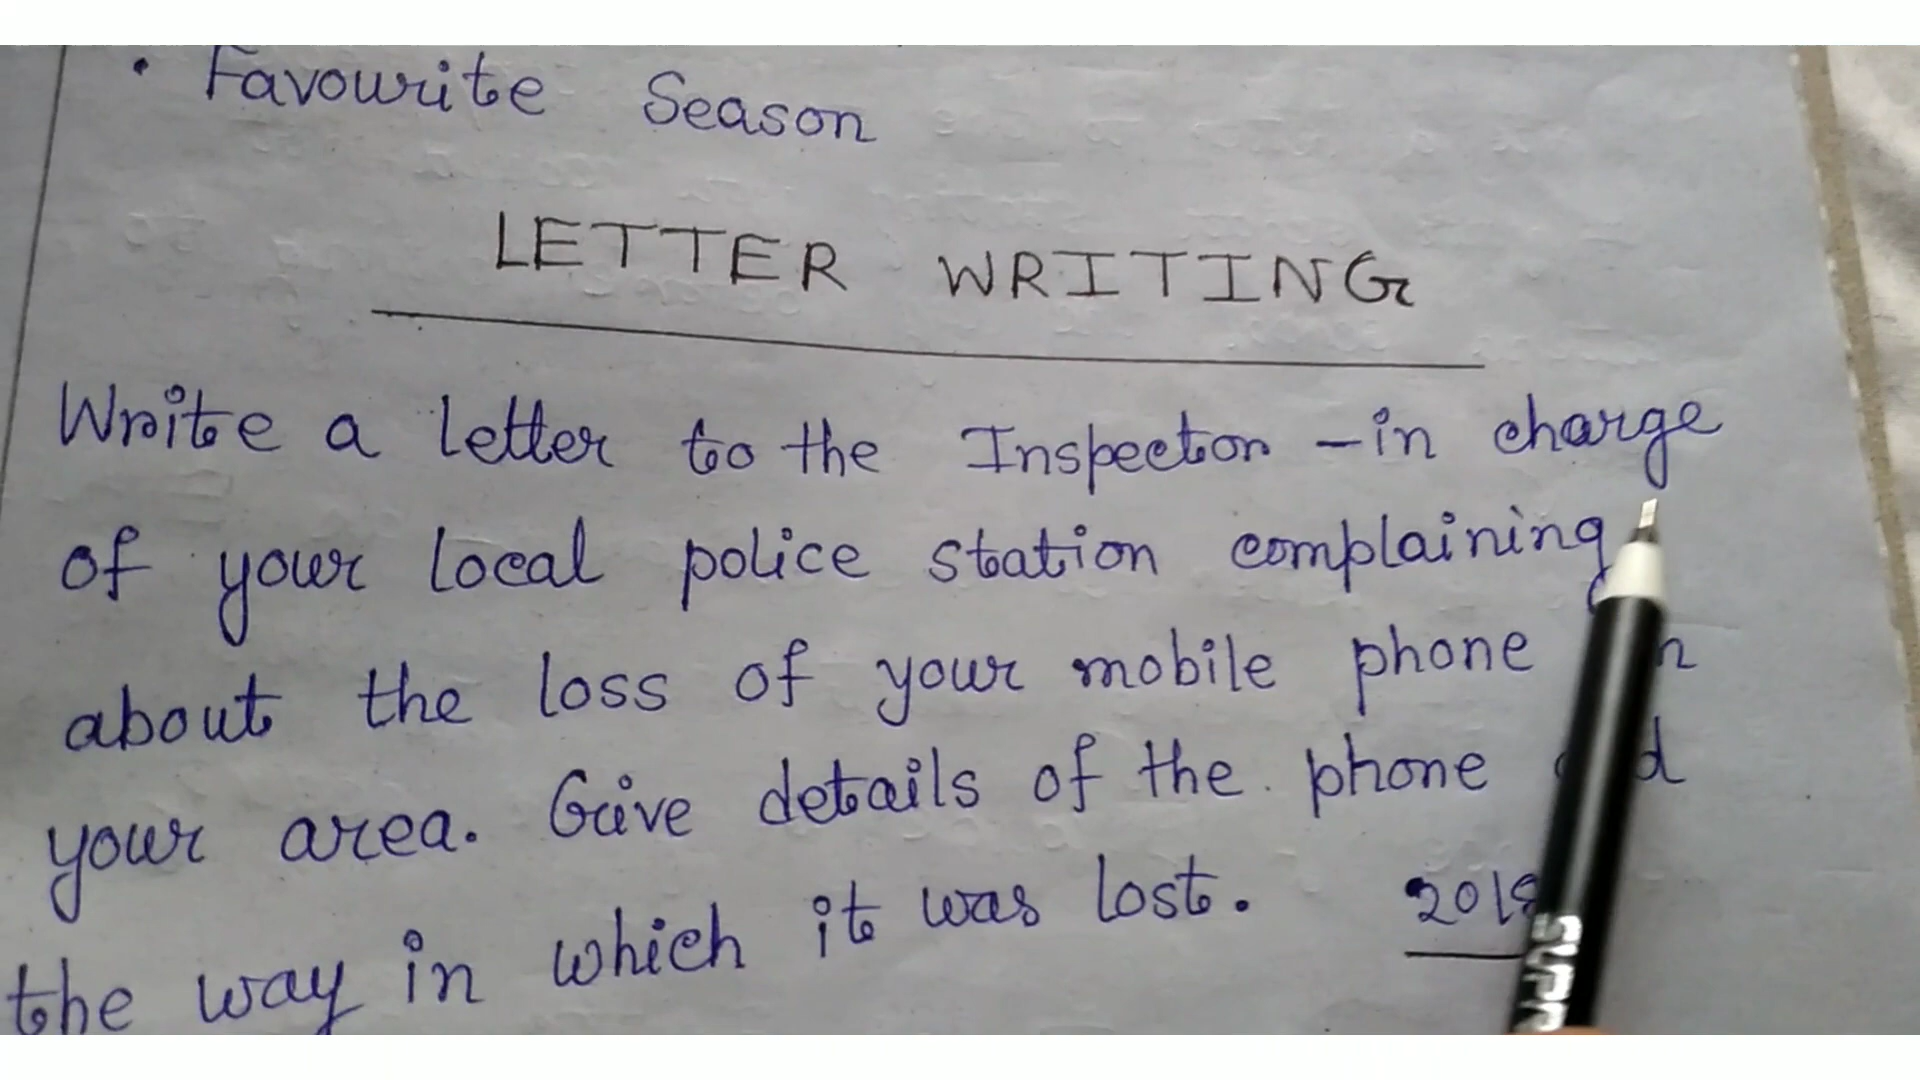 • Favourite Season
LETTER WRITING
Write a letter to the Inspector -in charge
of your local police station complaining
about the loss of your mobile phone
your area. Give details of the phone
the way in which it was lost. 2018